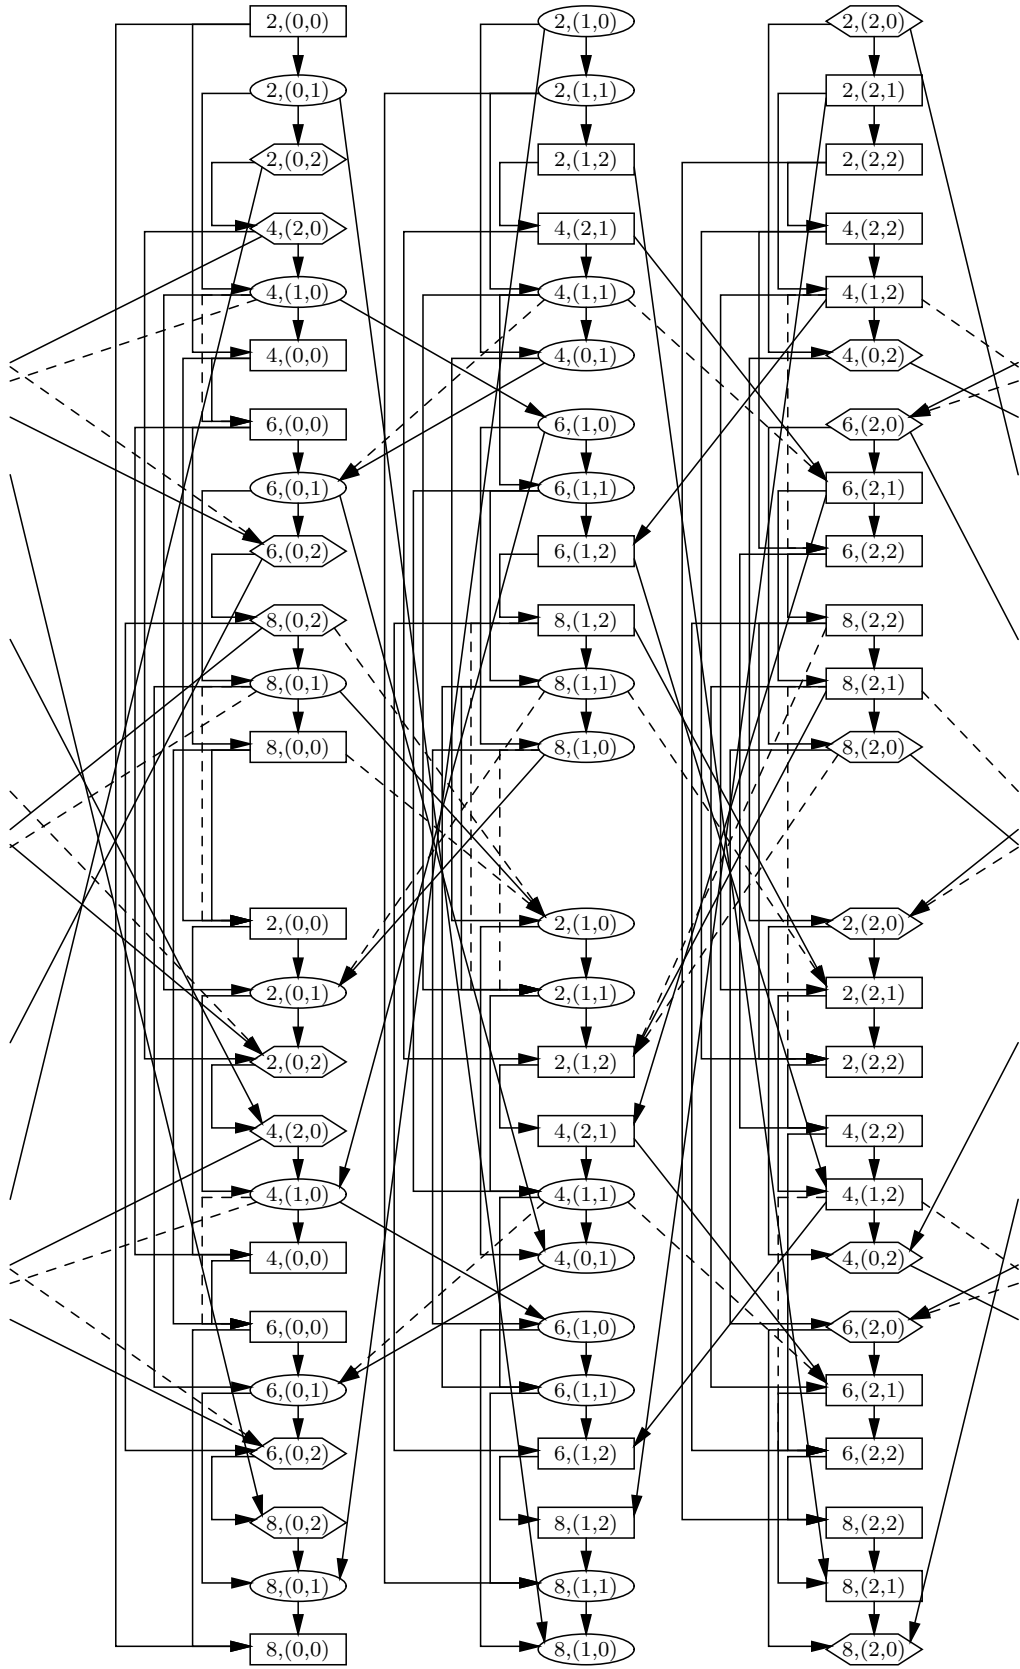 2,(0,0) 2,(1,0) 2,(2,0)
2,(0,1) 2,(1,1) 2,(2,1)
2,(0,2) 2,(1,2) 2,(2,2)
4,(2,0) 4,(2,1) 4,(2,2)
4,(1,0) 4,(1,1) 4,(1,2)
4,(0,0) 4,(0,1) 4,(0,2)
6,(0,0) 6,(1,0) 6,(2,0)
6,(0,1) 6,(1,1) 6,(2,1)
6,(0,2) 6,(1,2) 6,(2,2)
8,(0,2) 8,(1,2) 8,(2,2)
8,(0,1) 8,(1,1) 8,(2,1)
8,(0,0) 8,(1,0) 8,(2,0)
2,(0,0) 2,(1,0) 2,(2,0)
2,(0,1) 2,(1,1) 2,(2,1)
2,(0,2) 2,(1,2) 2,(2,2)
4,(2,0) 4,(2,1) 4,(2,2)
4,(1,0) 4,(1,1) 4,(1,2)
4,(0,0) 4,(0,1) 4,(0,2)
6,(0,0) 6,(1,0) 6,(2,0)
6,(0,1) 6,(1,1) 6,(2,1)
6,(0,2) 6,(1,2) 6,(2,2)
8,(0,2) 8,(1,2) 8,(2,2)
8,(0,1) 8,(1,1) 8,(2,1)
8,(0,0) 8,(1,0) 8,(2,0)